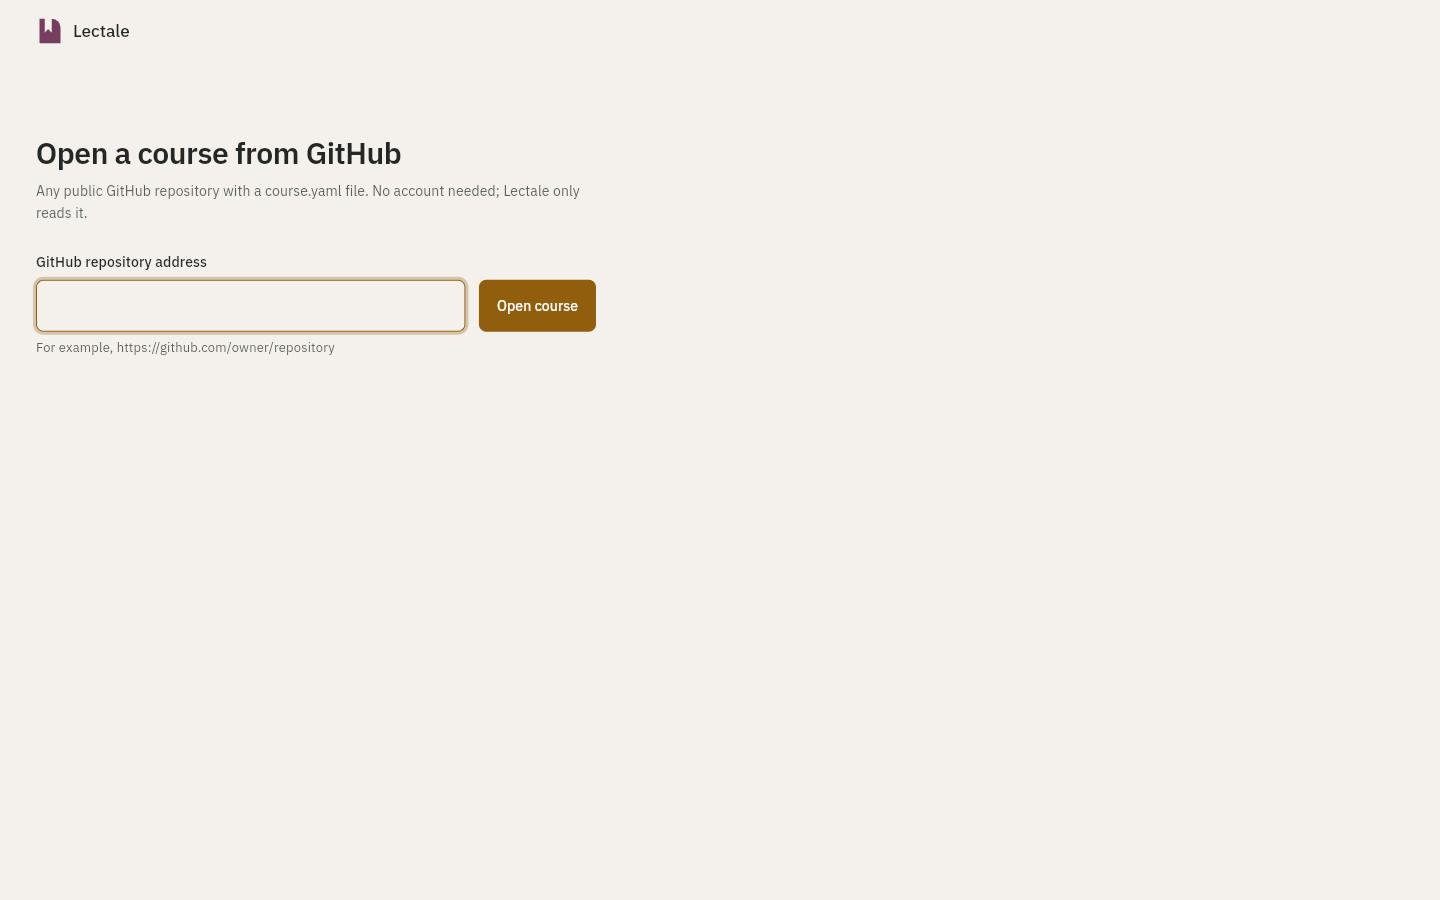 Lectale
Open a course from GitHub
Any public GitHub repository with a course.yaml file. No account needed; Lectale only
reads it.
GitHub repository address
Open course
For example, https://github.com/owner/repository